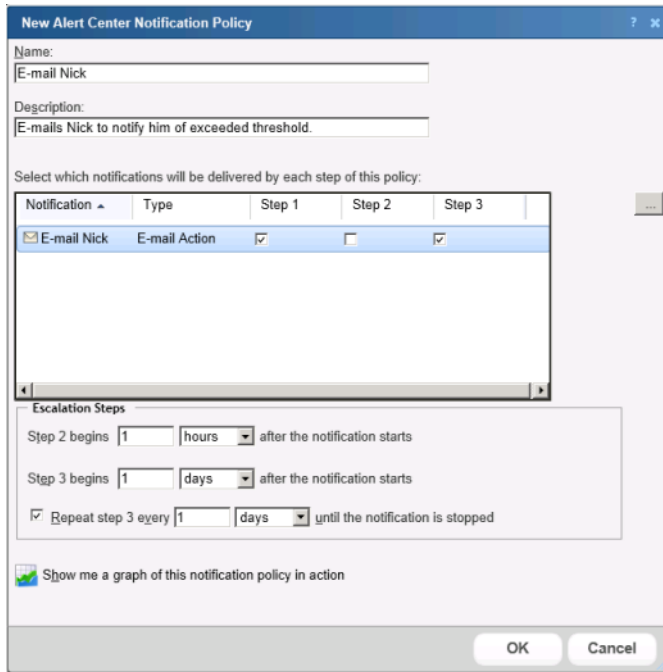 New Alert Center Notification Policy ? x
Name:
E-mail Nick
Description:
E-mails Nick to notify him of exceeded threshold.
Select which notifications will be delivered by each step of this policy:
Notification Type Step 1 Step 2 Step 3
E-mail Nick E-mail Action
...
Escalation Steps
Step 2 begins 1 hours after the notification starts
Step 3 begins 1 days after the notification starts
Repeat step 3 every 1 days until the notification is stopped
Show me a graph of this notification policy in action
OK Cancel